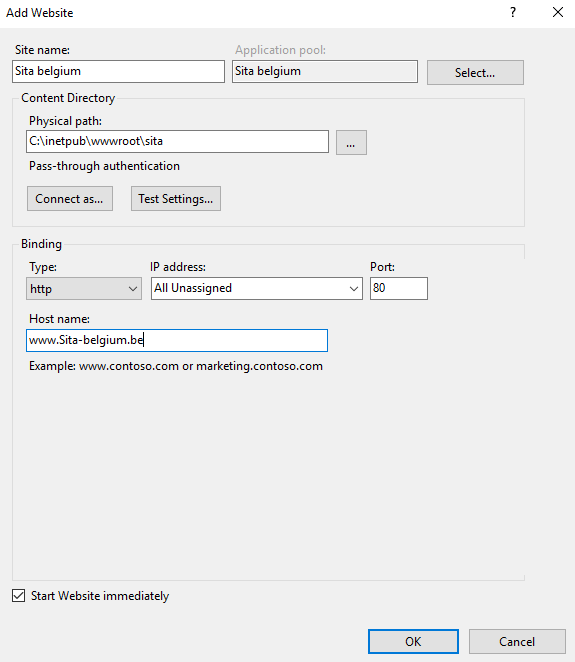 Add Website
?
Site name:
Application pool:
Sita belgium
Sita belgium
Select...
Content Directory
Physical path:
C:\inetpub\wwwroot\sita
...
Pass-through authentication
Connect as...
Test Settings...
Binding
Type:
IP address:
Port:
http
All Unassigned
80
Host name:
www.Sita-belgium.be
Example: www.contoso.com or marketing.contoso.com
Start Website immediately
OK
Cancel